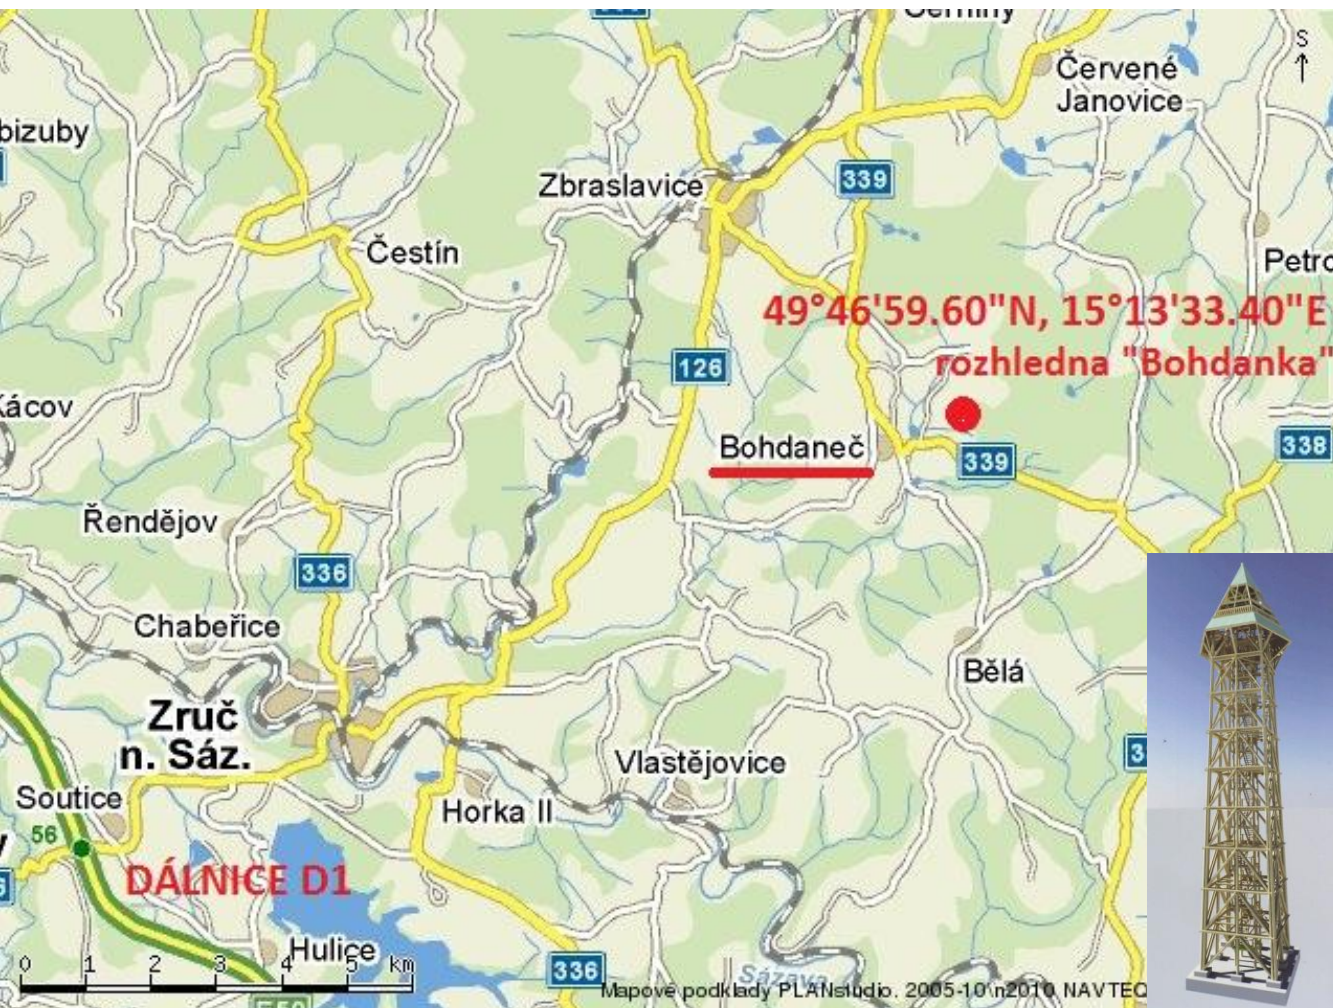 Červené
Janovice
S
bizuby
Zbraslavice
339
Čestín
Petro
49°46'59.60"N, 15°13'33.40"E
rozhledna "Bohdanka"
126
Kácov
Bohdaneč
339
338
Řendějov
336
Chabeřice
Bělá
Zruč
n. Sáz.
Vlastějovice
Soutice
Horka II
56
DÁLNICE D1
Hulice
0 1 2 3 4 5 km
336
Sázava
Mapové podklady PLANstudio. 2005-10\n2010 NAVTEQ